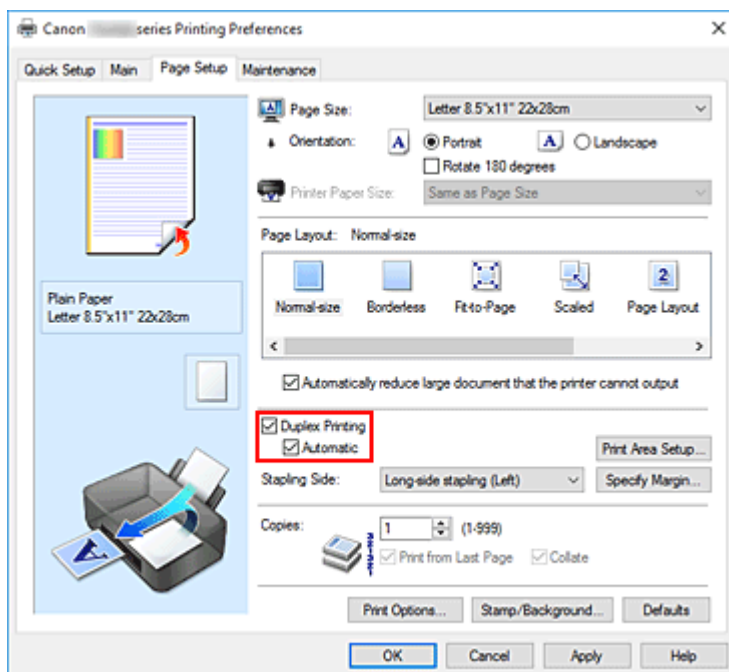 Canon series Printing Preferences
Quick Setup Main Page Setup Maintenance
Page Size: Letter 8.5"x11" 22x28cm
Orientation: A Portrait A Landscape
Rotate 180 degrees
Printer Paper Size: Same as Page Size
Page Layout: Normal-size
2
Normal-size Borderless Fit-to-Page Scaled Page Layout
Plain Paper
Letter 8.5"x11" 22x28cm
Automatically reduce large document that the printer cannot output
Duplex Printing
Automatic
Print Area Setup...
Stapling Side: Long-side stapling (Left) Specify Margin...
Copies: 1 (1-999)
Print from Last Page Collate
A
Print Options... Stamp/Background... Defaults
OK Cancel Apply Help